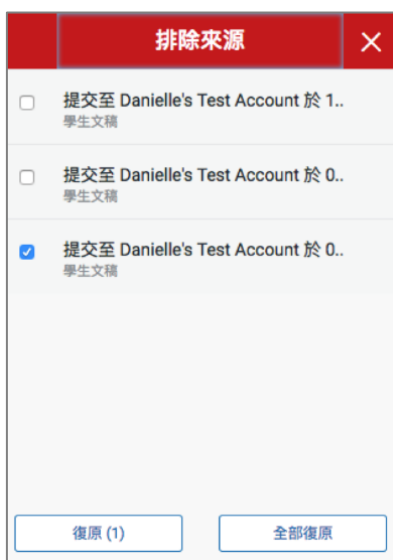 排除來源
提交至 Danielle's Test Account 於 1..
學生文稿
提交至 Danielle's Test Account 於 0..
學生文稿
提交至 Danielle's Test Account 於 0..
學生文稿
復原 (1)
全部復原